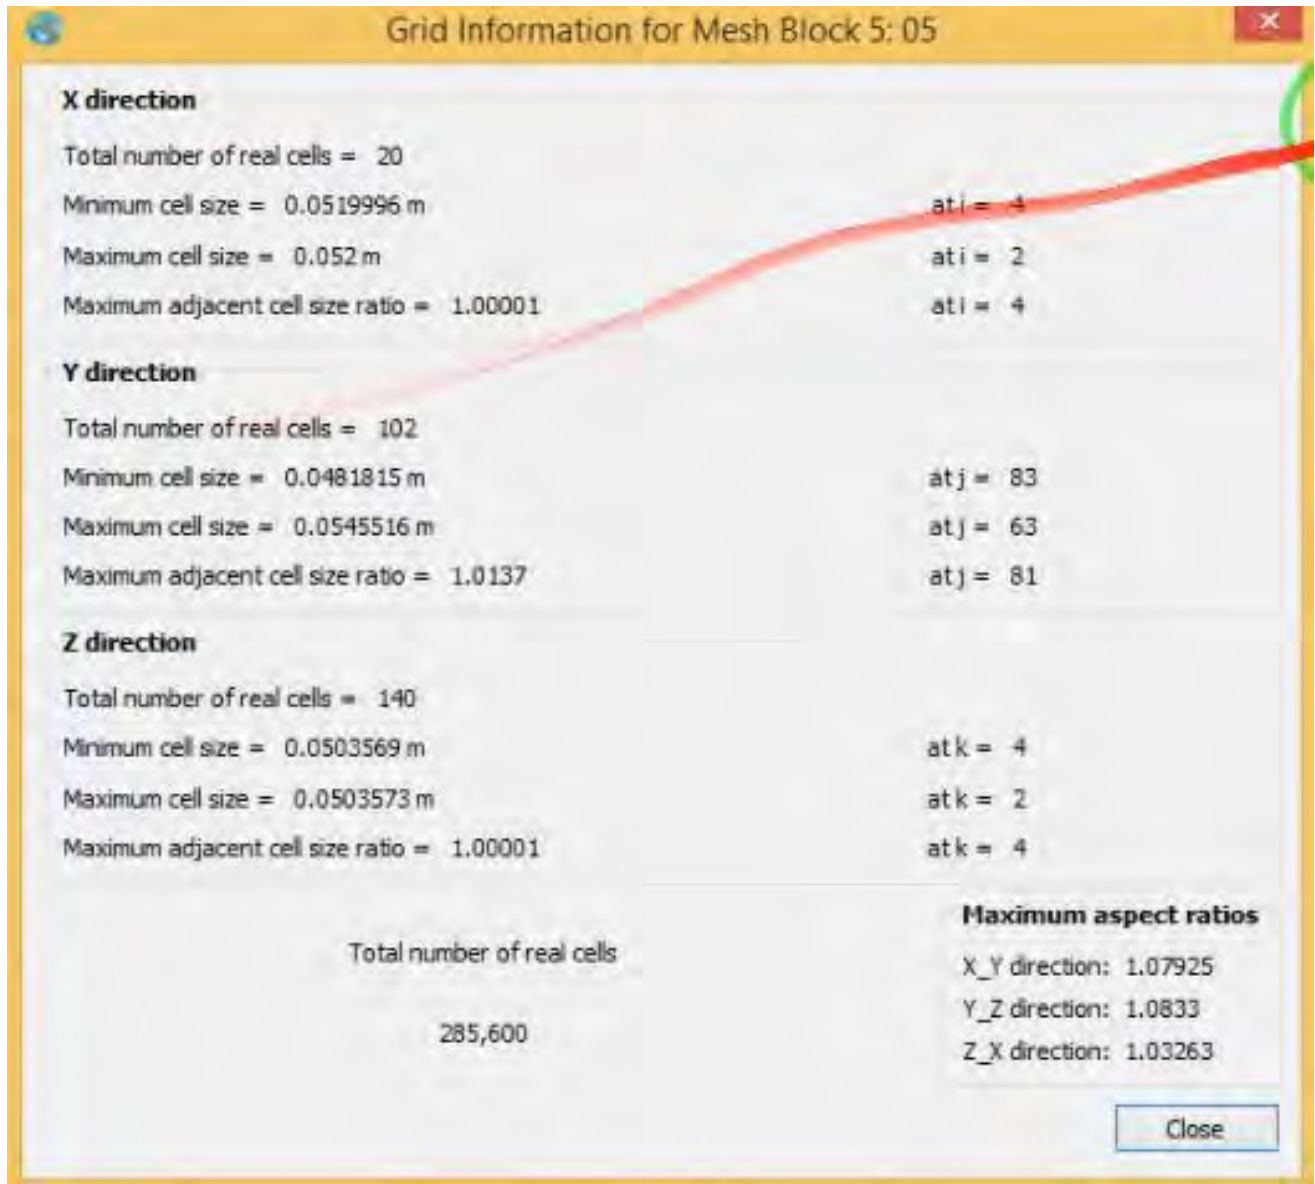 Grid Information for Mesh Block 5: 05
X direction
Total number of real cells = 20
Minimum cell size = 0.0519996 m at i = 4
Maximum cell size = 0.052 m at i = 2
Maximum adjacent cell size ratio = 1.00001 at i = 4
Y direction
Total number of real cells = 102
Minimum cell size = 0.0481815 m at j = 83
Maximum cell size = 0.0545516 m at j = 63
Maximum adjacent cell size ratio = 1.0137 at j = 81
Z direction
Total number of real cells = 140
Minimum cell size = 0.0503569 m at k = 4
Maximum cell size = 0.0503573 m at k = 2
Maximum adjacent cell size ratio = 1.00001 at k = 4
Maximum aspect ratios
Total number of real cells
X_Y direction: 1.07925
Y_Z direction: 1.0833
285,600
Z_X direction: 1.03263
Close